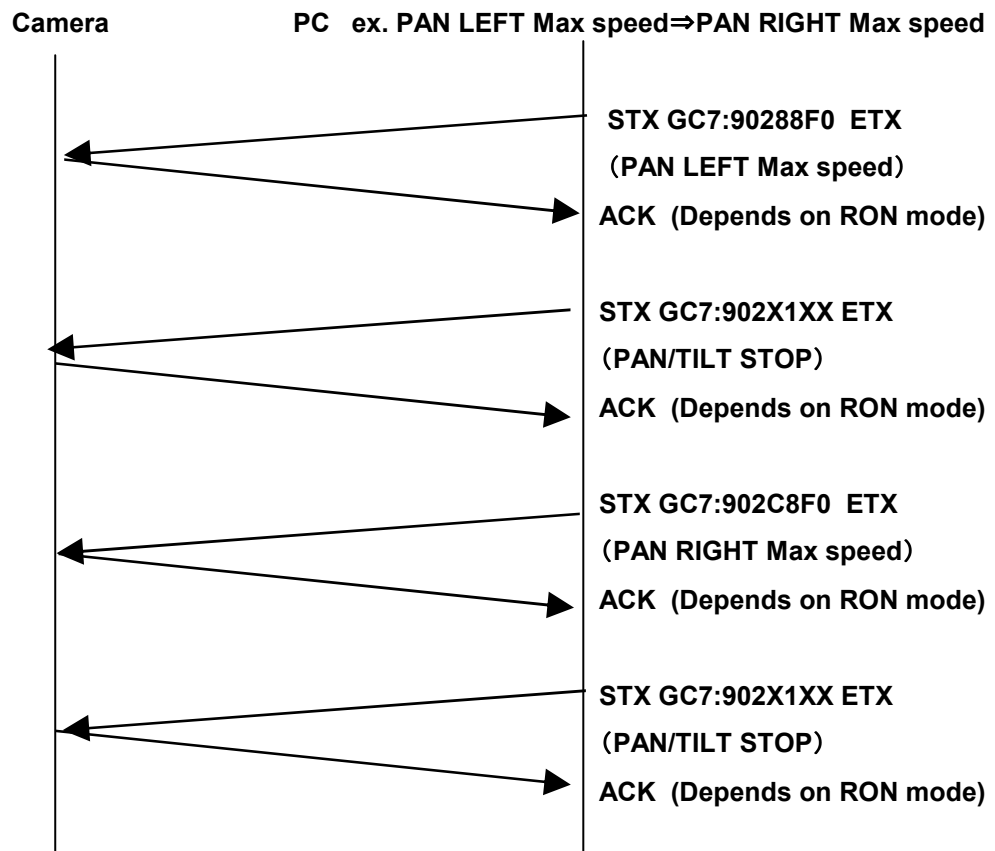 Camera PC ex. PAN LEFT Max speed⇒PAN RIGHT Max speed
STX GC7:90288F0 ETX
（PAN LEFT Max speed）
ACK (Depends on RON mode)
STX GC7:902X1XX ETX
（PAN/TILT STOP）
ACK (Depends on RON mode)
STX GC7:902C8F0 ETX
（PAN RIGHT Max speed）
ACK (Depends on RON mode)
STX GC7:902X1XX ETX
（PAN/TILT STOP）
ACK (Depends on RON mode)